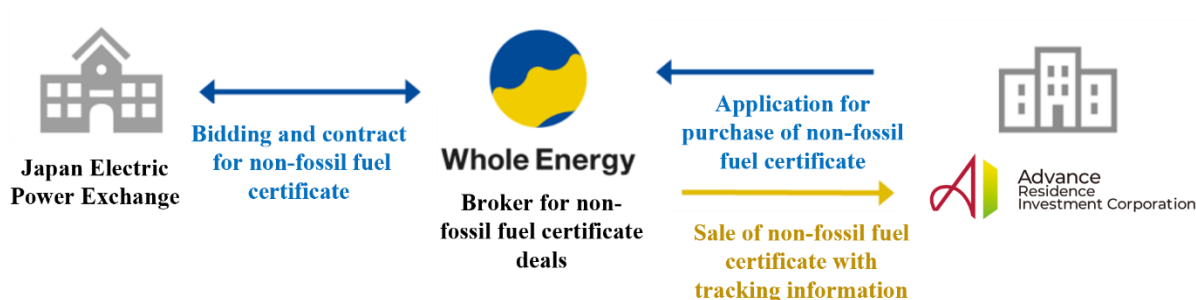 Japan Electric
Power Exchange
Bidding and contract
for non-fossil fuel
certificate
Whole Energy
Broker for non-
fossil fuel certificate
deals
Application for
purchase of non-fossil
fuel certificate
Sale of non-fossil fuel
certificate with
tracking information
Advance
Residence
Investment Corporation